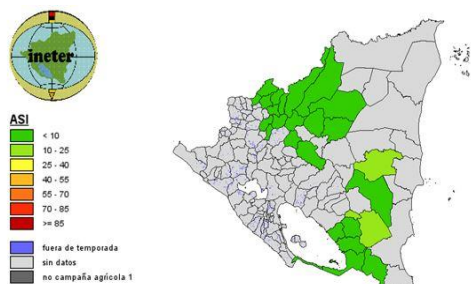 ineter
ASI
< 10
10 - 25
25 - 40
40 - 55
55 - 70
70 - 85
>= 85
fuera de temporada
sin datos
no campaña agrícola 1